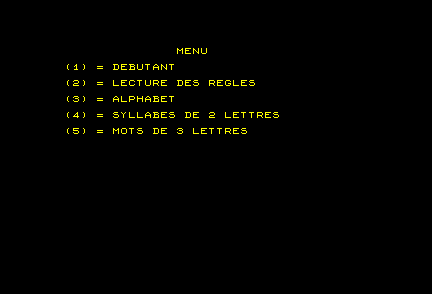 MENU
(1) = DEBUTANT
(2) = LECTURE DES REGLES
(3) = ALPHABET
(4) = SYLLABES DE 2 LETTRES
(5) = MOTS DE 3 LETTRES